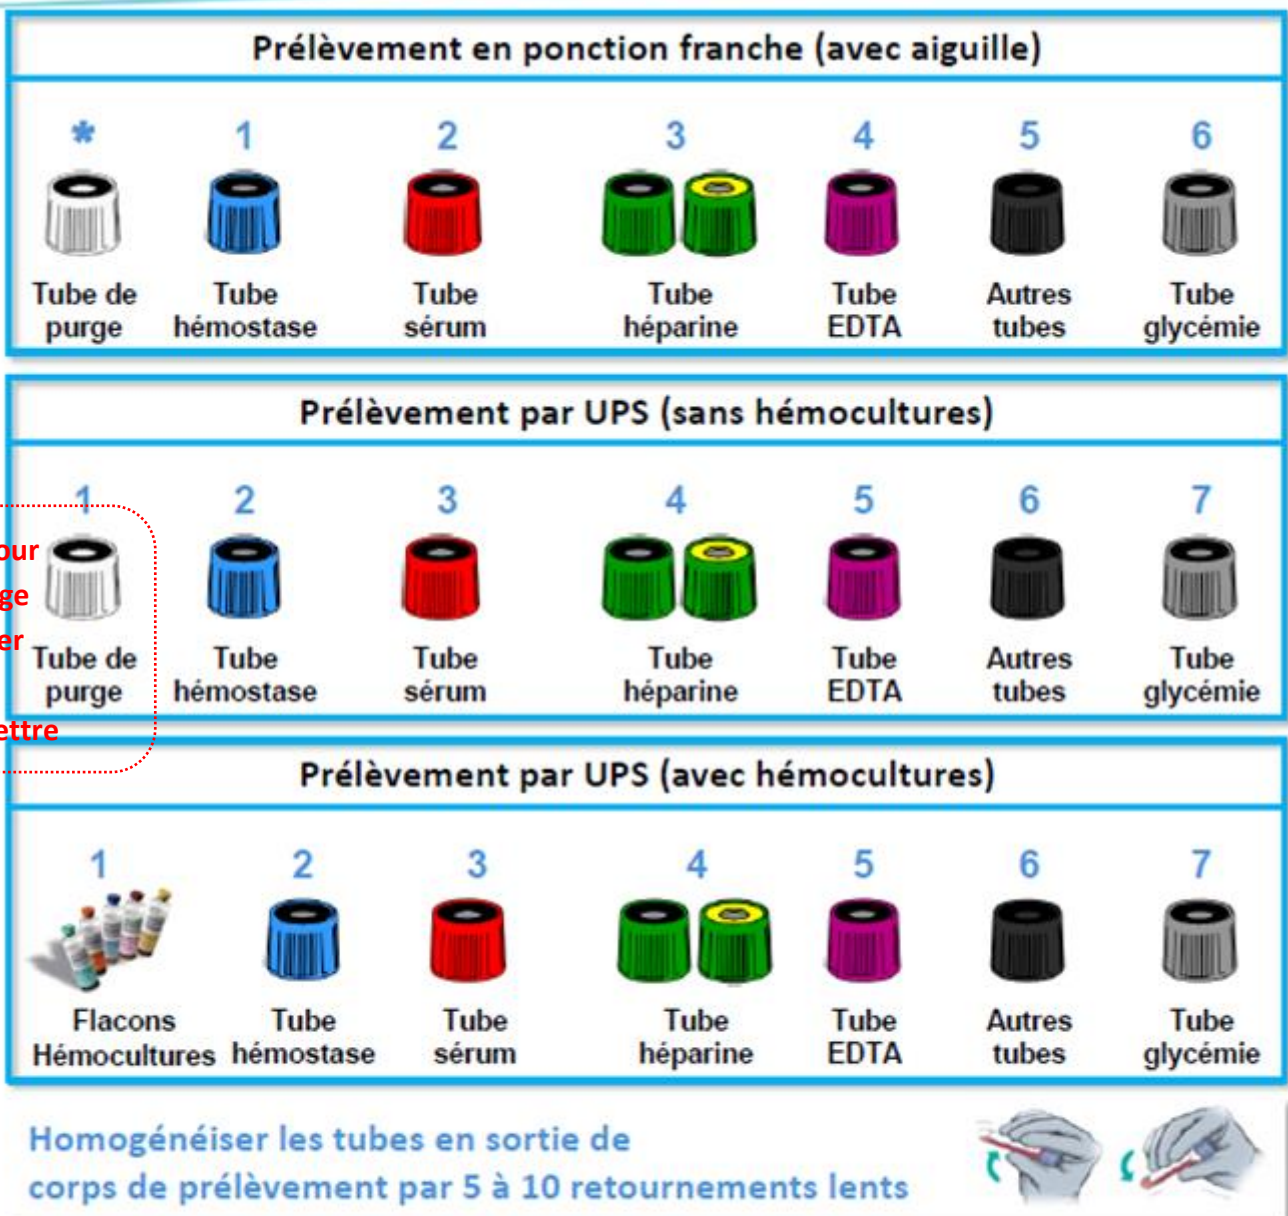 Prélèvement en ponction franche (avec aiguille)
* 1 2 3 4 5 6
Tube de Tube Tube Tube Tube Autres Tube
purge hémostase sérum héparine EDTA tubes glycémie
Prélèvement par UPS (sans hémocultures)
1 2 3 4 5 6 7
Tube de Tube Tube Tube Tube Autres Tube
purge hémostase sérum héparine EDTA tubes glycémie
Prélèvement par UPS (avec hémocultures)
1 2 3 4 5 6 7
Flacons Tube Tube Tube Tube Autres Tube
Hémocultures hémostase sérum héparine EDTA tubes glycémie
Homogénéiser les tubes en sortie de
corps de prélèvement par 5 à 10 retournements lents